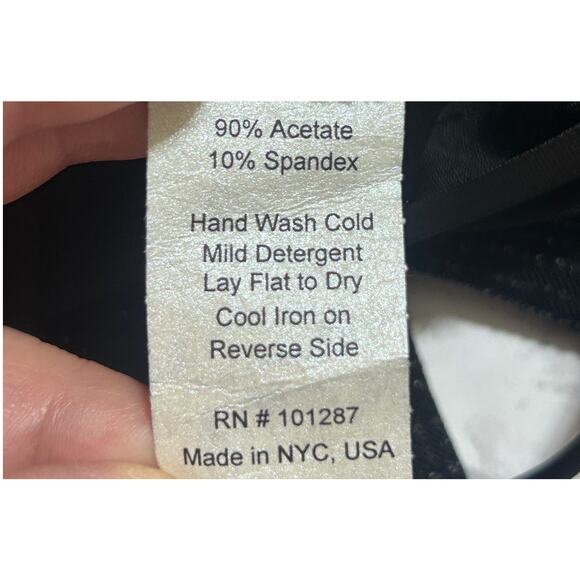 90% Acetate
10% Spandex
Hand Wash Cold
Mild Detergent
Lay Flat to Dry
Cool Iron on
Reverse Side
RN # 101287
Made in NYC, USA